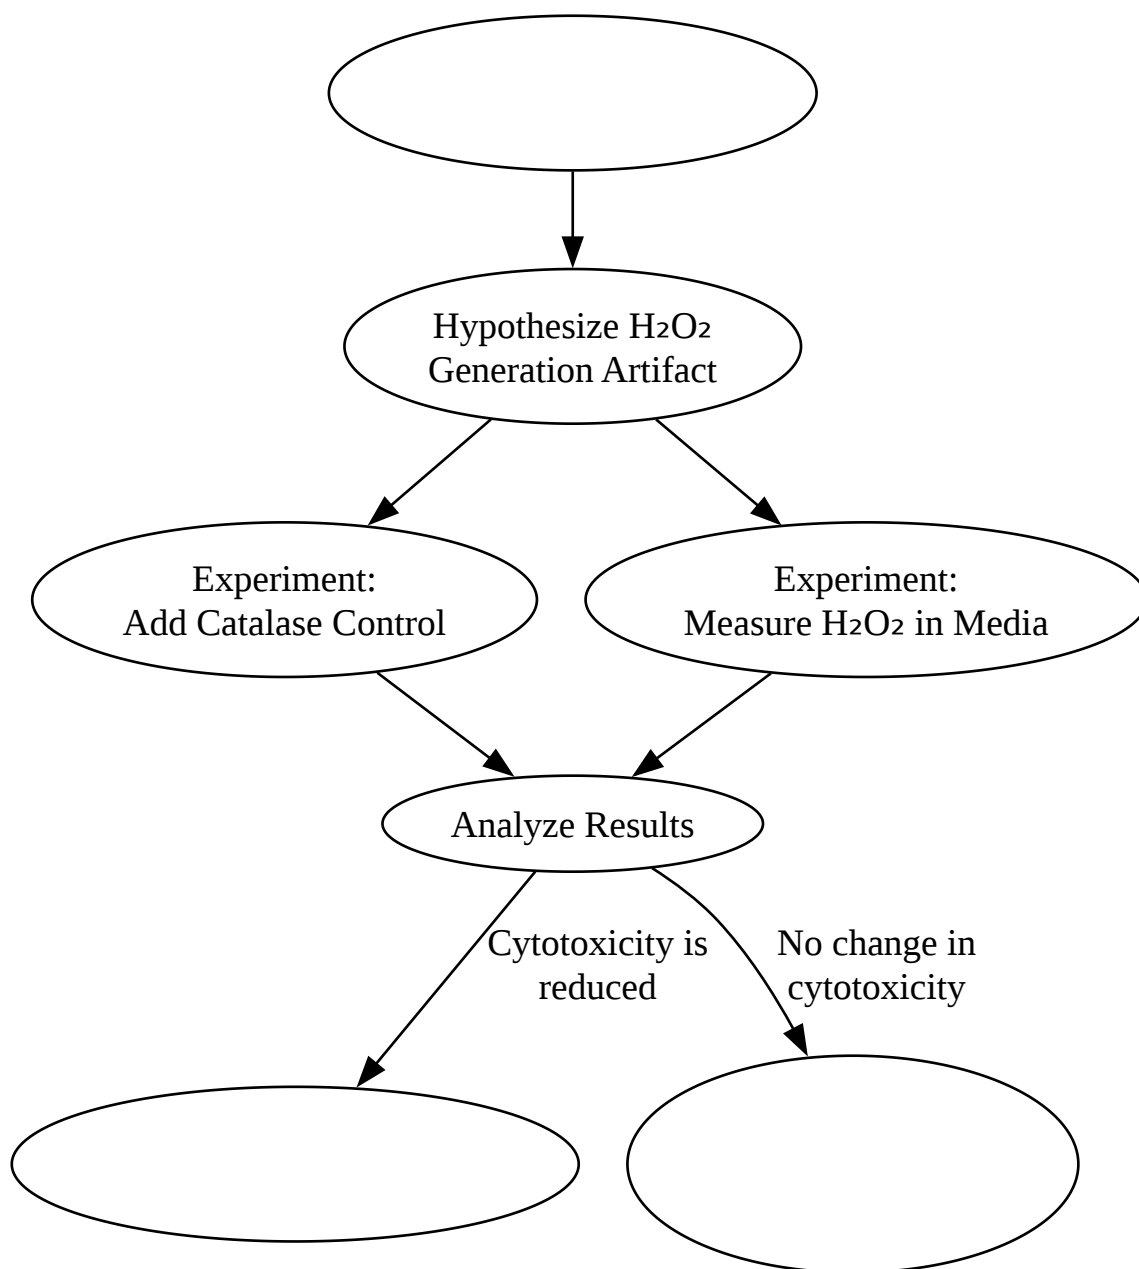 Hypothesize H₂O₂
Generation Artifact
Experiment:
Add Catalase Control
Experiment:
Measure H₂O₂ in Media
Analyze Results
Cytotoxicity is
reduced
No change in
cytotoxicity